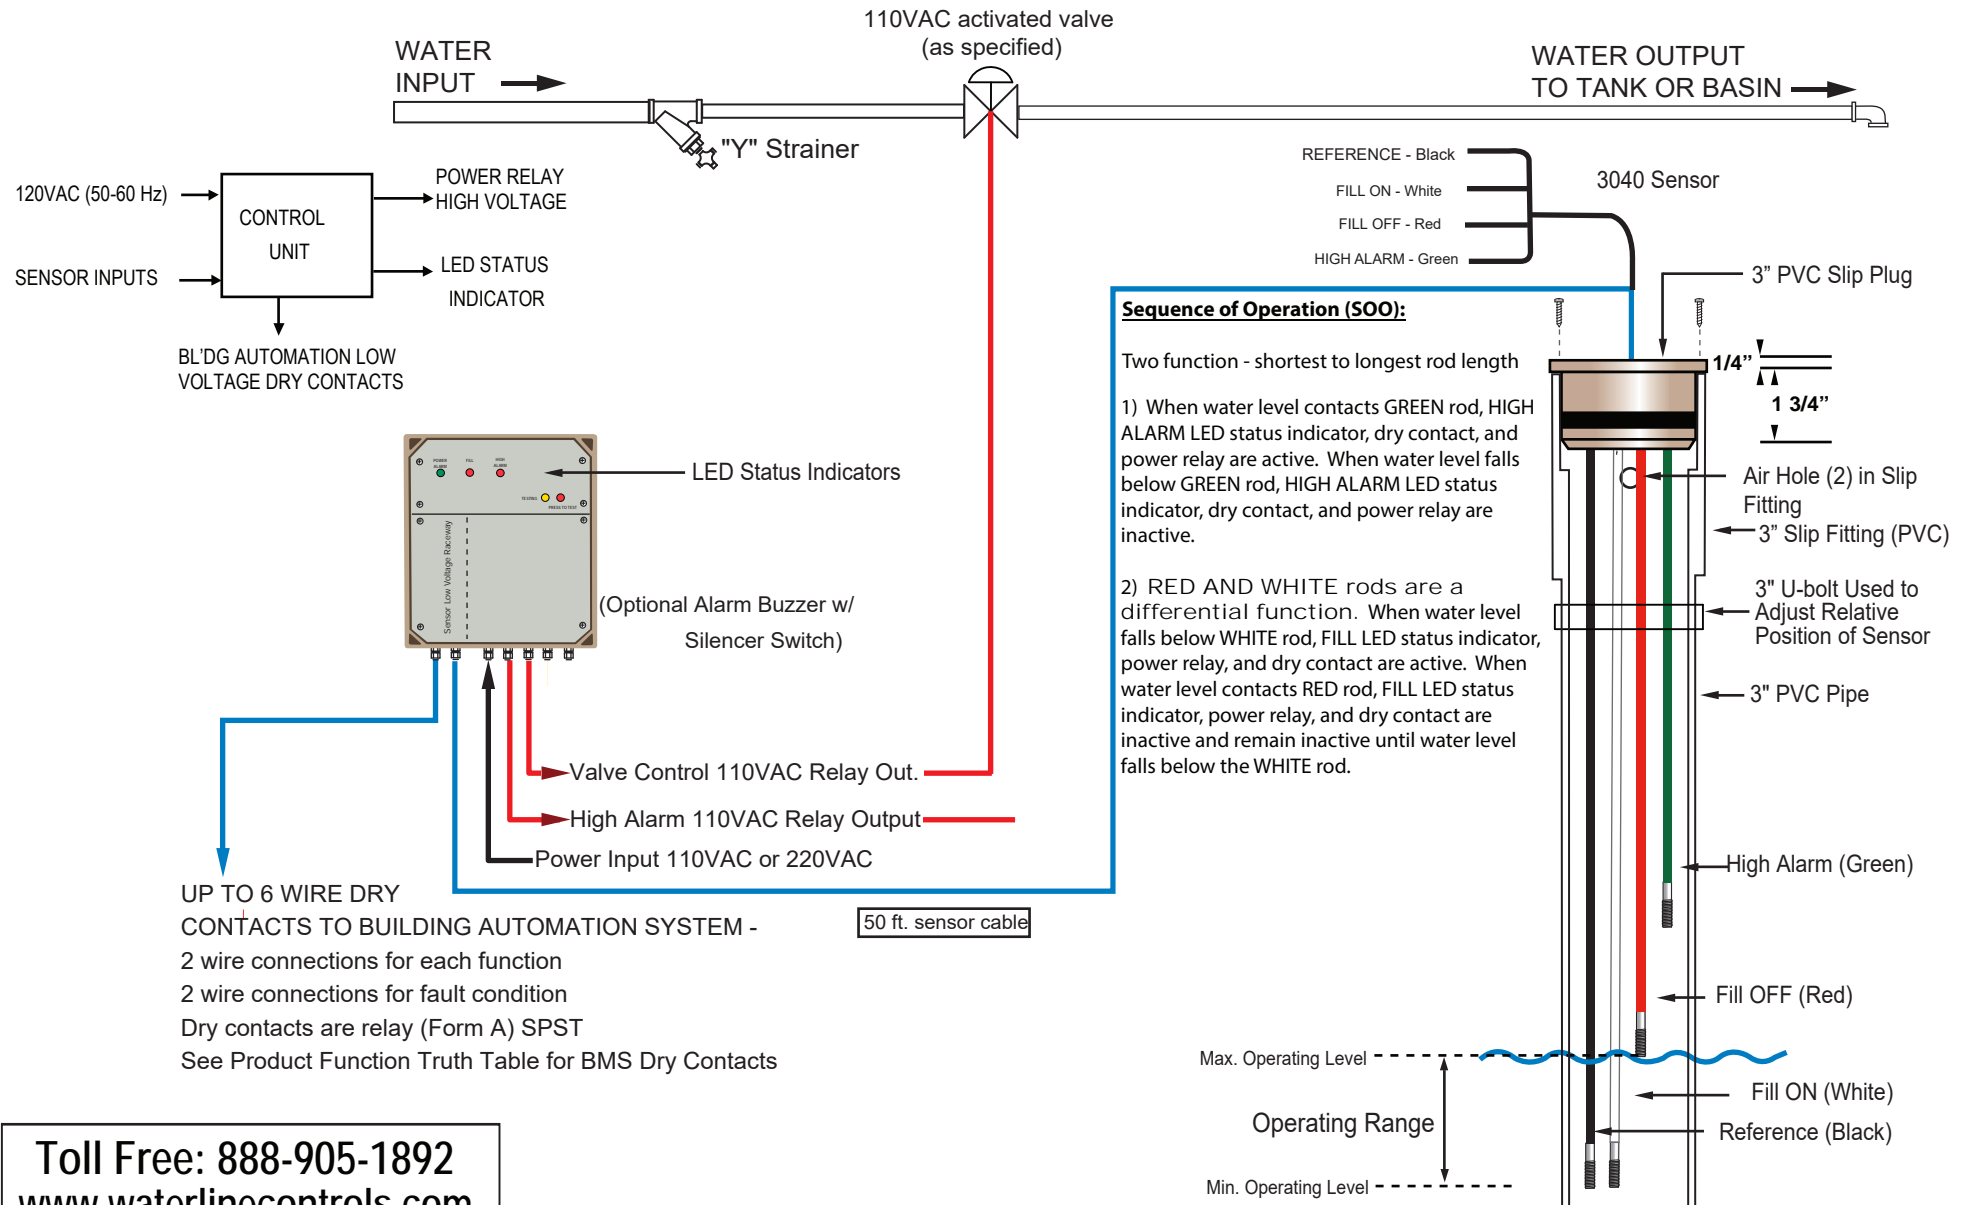 110VAC activated valve
(as specified)
WATER
INPUT
WATER OUTPUT
TO TANK OR BASIN
"Y" Strainer
120VAC (50-60 Hz)
SENSOR INPUTS
CONTROL
UNIT
POWER RELAY
HIGH VOLTAGE
LED STATUS
INDICATOR
BL'DG AUTOMATION LOW
VOLTAGE DRY CONTACTS
REFERENCE - Black
FILL ON - White
FILL OFF - Red
HIGH ALARM - Green
3040 Sensor
3” PVC Slip Plug
1/4”
1 3/4”
Air Hole (2) in Slip
Fitting
3” Slip Fitting (PVC)
3" U-bolt Used to
Adjust Relative
Position of Sensor
3" PVC Pipe
High Alarm (Green)
Fill OFF (Red)
Fill ON (White)
Reference (Black)
Sequence of Operation (SOO):
Two function - shortest to longest rod length
1) When water level contacts GREEN rod, HIGH
ALARM LED status indicator, dry contact, and
power relay are active. When water level falls
below GREEN rod, HIGH ALARM LED status
indicator, dry contact, and power relay are
inactive.
2) RED AND WHITE rods are a
differential function. When water level
falls below WHITE rod, FILL LED status indicator,
power relay, and dry contact are active. When
water level contacts RED rod, FILL LED status
indicator, power relay, and dry contact are
inactive and remain inactive until water level
falls below the WHITE rod.
POWER
ALARM
FILL
HIGH
ALARM
TESTING
PRESS TO TEST
Sensor Low Voltage Raceway
LED Status Indicators
(Optional Alarm Buzzer w/
Silencer Switch)
Valve Control 110VAC Relay Out.
High Alarm 110VAC Relay Output
Power Input 110VAC or 220VAC
50 ft. sensor cable
UP TO 6 WIRE DRY
CONTACTS TO BUILDING AUTOMATION SYSTEM -
2 wire connections for each function
2 wire connections for fault condition
Dry contacts are relay (Form A) SPST
See Product Function Truth Table for BMS Dry Contacts
Max. Operating Level
Operating Range
Min. Operating Level
Toll Free: 888-905-1892
www.waterlinecontrols.com